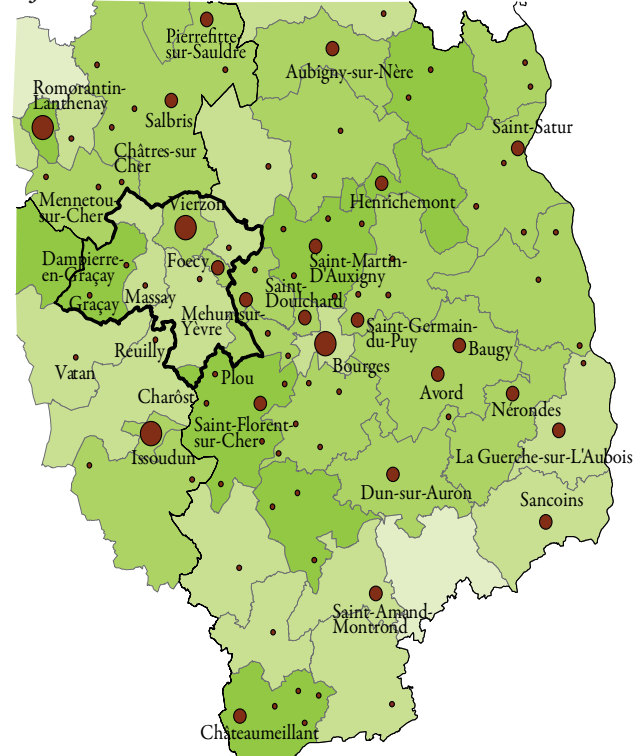 Pierrefitte-
sur-Sauldre
Aubigny-sur-Nère
Romorantin-
Lanthenay
Salbris
Saint-Satur
Châtres-sur
Cher
Mennetou-
sur-Cher
Vierzon
Henrichemont
Dampierre-
en-Graçay
Foecy
Saint-Martin-
D'Auxigny
Massay
Graçay
Saint-
Doulchard
Mehun-sur-
Yèvre
Saint-Germain-
du-Puy
Reuilly
Baugy
Vatan
Plou
Bourges
Avord
Charôst
Nérondes
Saint-Florent-
sur-Cher
Issoudun
La Guerche-sur-L'Aubois
Dun-sur-Auron
Sancoins
Saint-Amand-
Montrond
Châteaumeillant